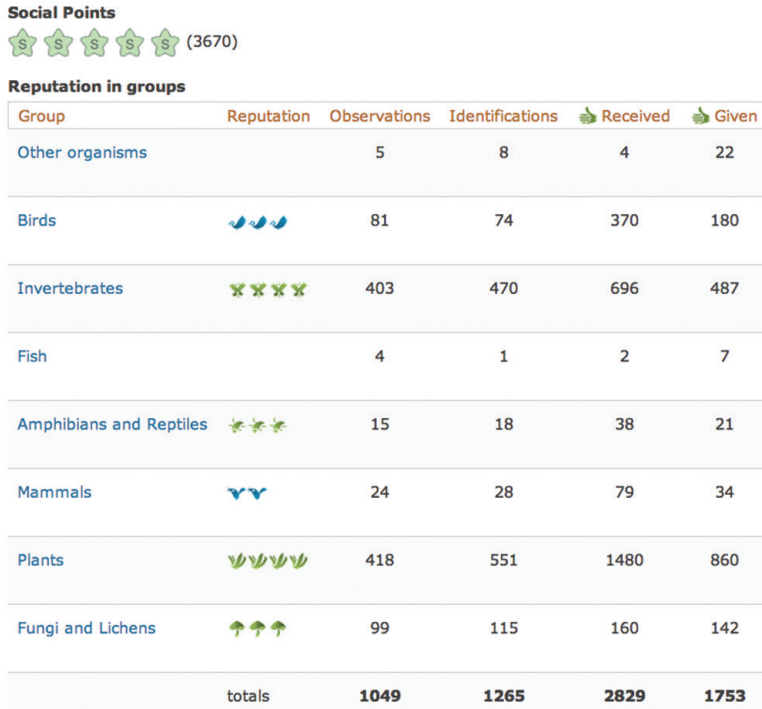 Social Points
S S S S S (3670)
Reputation in groups
Group Reputation Observations Identifications Received Given
Other organisms 5 8 4 22
Birds 81 74 370 180
Invertebrates 403 470 696 487
Fish 4 1 2 7
Amphibians and Reptiles 15 18 38 21
Mammals 24 28 79 34
Plants 418 551 1480 860
Fungi and Lichens 99 115 160 142
totals 1049 1265 2829 1753